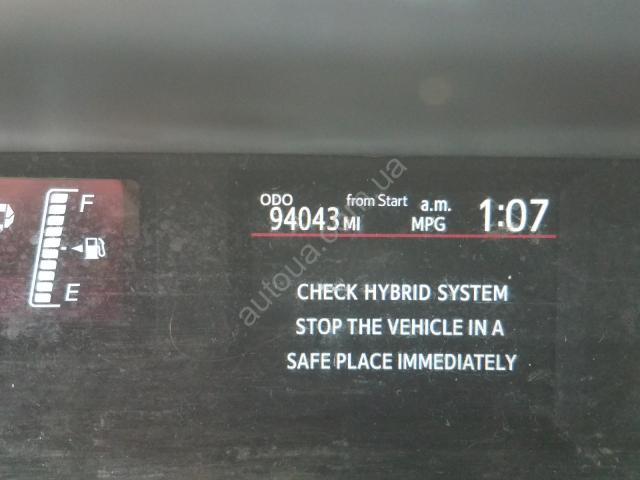 F
E
ODO from Start a.m. 1:07
94043 MI MPG
CHECK HYBRID SYSTEM
STOP THE VEHICLE IN A
SAFE PLACE IMMEDIATELY
autoua.com.ua